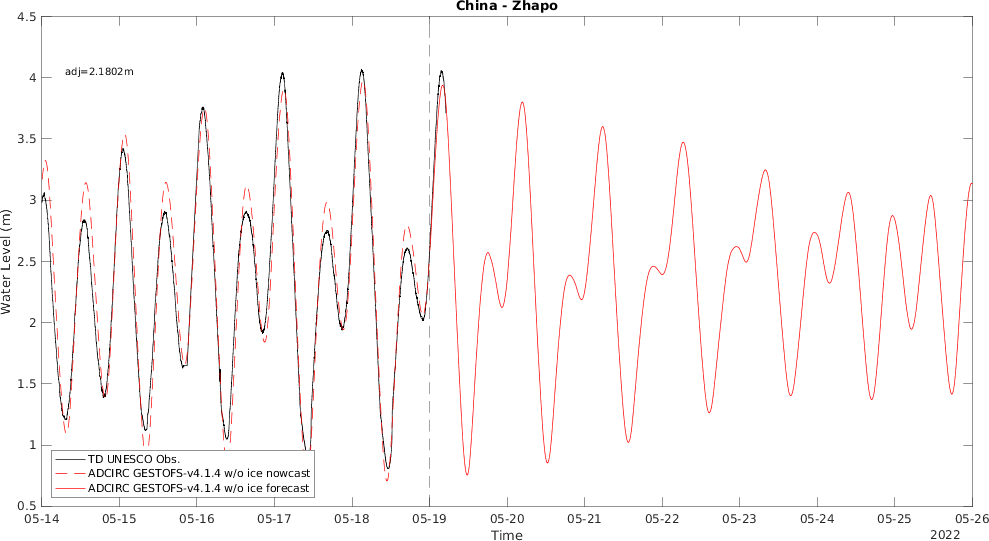 China - Zhapo
4.5
4
3.5
3
2.5
2
1.5
1
0.5
Water Level (m)
adj=2.1802m
TD UNESCO Obs.
ADCIRC GESTOFS-v4.1.4 w/o ice nowcast
ADCIRC GESTOFS-v4.1.4 w/o ice forecast
05-14 05-15 05-16 05-17 05-18 05-19 05-20 05-21 05-22 05-23 05-24 05-25 05-26
Time
2022